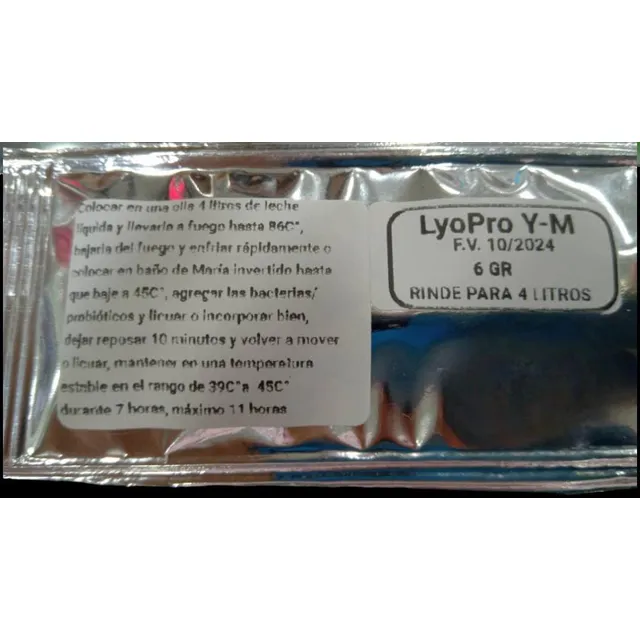 Colocar en una olla 4 litros de leche
líquida y llevarlo a fuego hasta 86C°,
bajarla del fuego y enfriar rápidamente o
colocar en baño de María invertido hasta
que baje a 45C°, agregar las bacterias/
probióticos y licuar o incorporar bien,
dejar reposar 10 minutos y volver a mover
o licuar, mantener en una temperatura
estable en el rango de 39C°a 45C°
durante 7 horas, máximo 11 horas
LyoPro Y-M
F.V. 10/2024
6 GR
RINDE PARA 4 LITROS